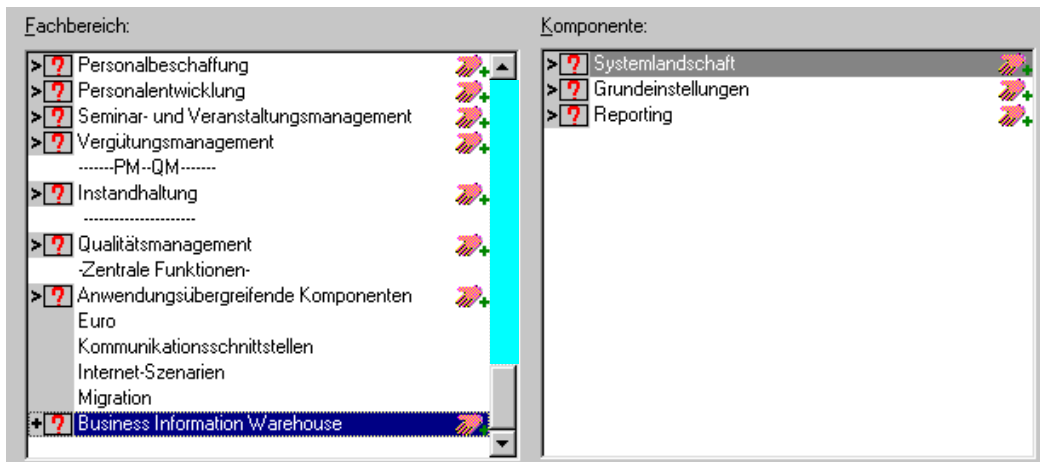 Fachbereich:
> ? Personalbeschaffung
> ? Personalentwicklung
> ? Seminar- und Veranstaltungsmanagement
> ? Vergütungsmanagement
-------PM--QM-------
> ? Instandhaltung
----------------------
> ? Qualitätsmanagement
-Zentrale Funktionen-
> ? Anwendungsübergreifende Komponenten
Euro
Kommunikationsschnittstellen
Internet-Szenarien
Migration
+ ? Business Information Warehouse
Komponente:
> ? Systemlandschaft
> ? Grundeinstellungen
> ? Reporting